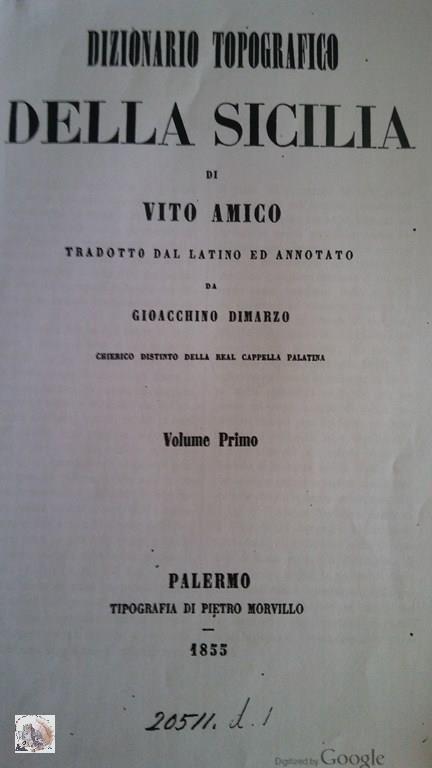 DIZIONARIO TOPOGRAFICO
DELLA SICILIA
DI
VITO AMICO
TRADOTTO DAL LATINO ED ANNOTATO
DA
GIOACCHINO DIMARZO
CHIERICO DISTINTO DELLA REAL CAPPELLA PALATINA
Volume Primo
PALERMO
TIPOGRAFIA DI PIETRO MORVILLO
1855
20511. d. 1
Digitized by Google